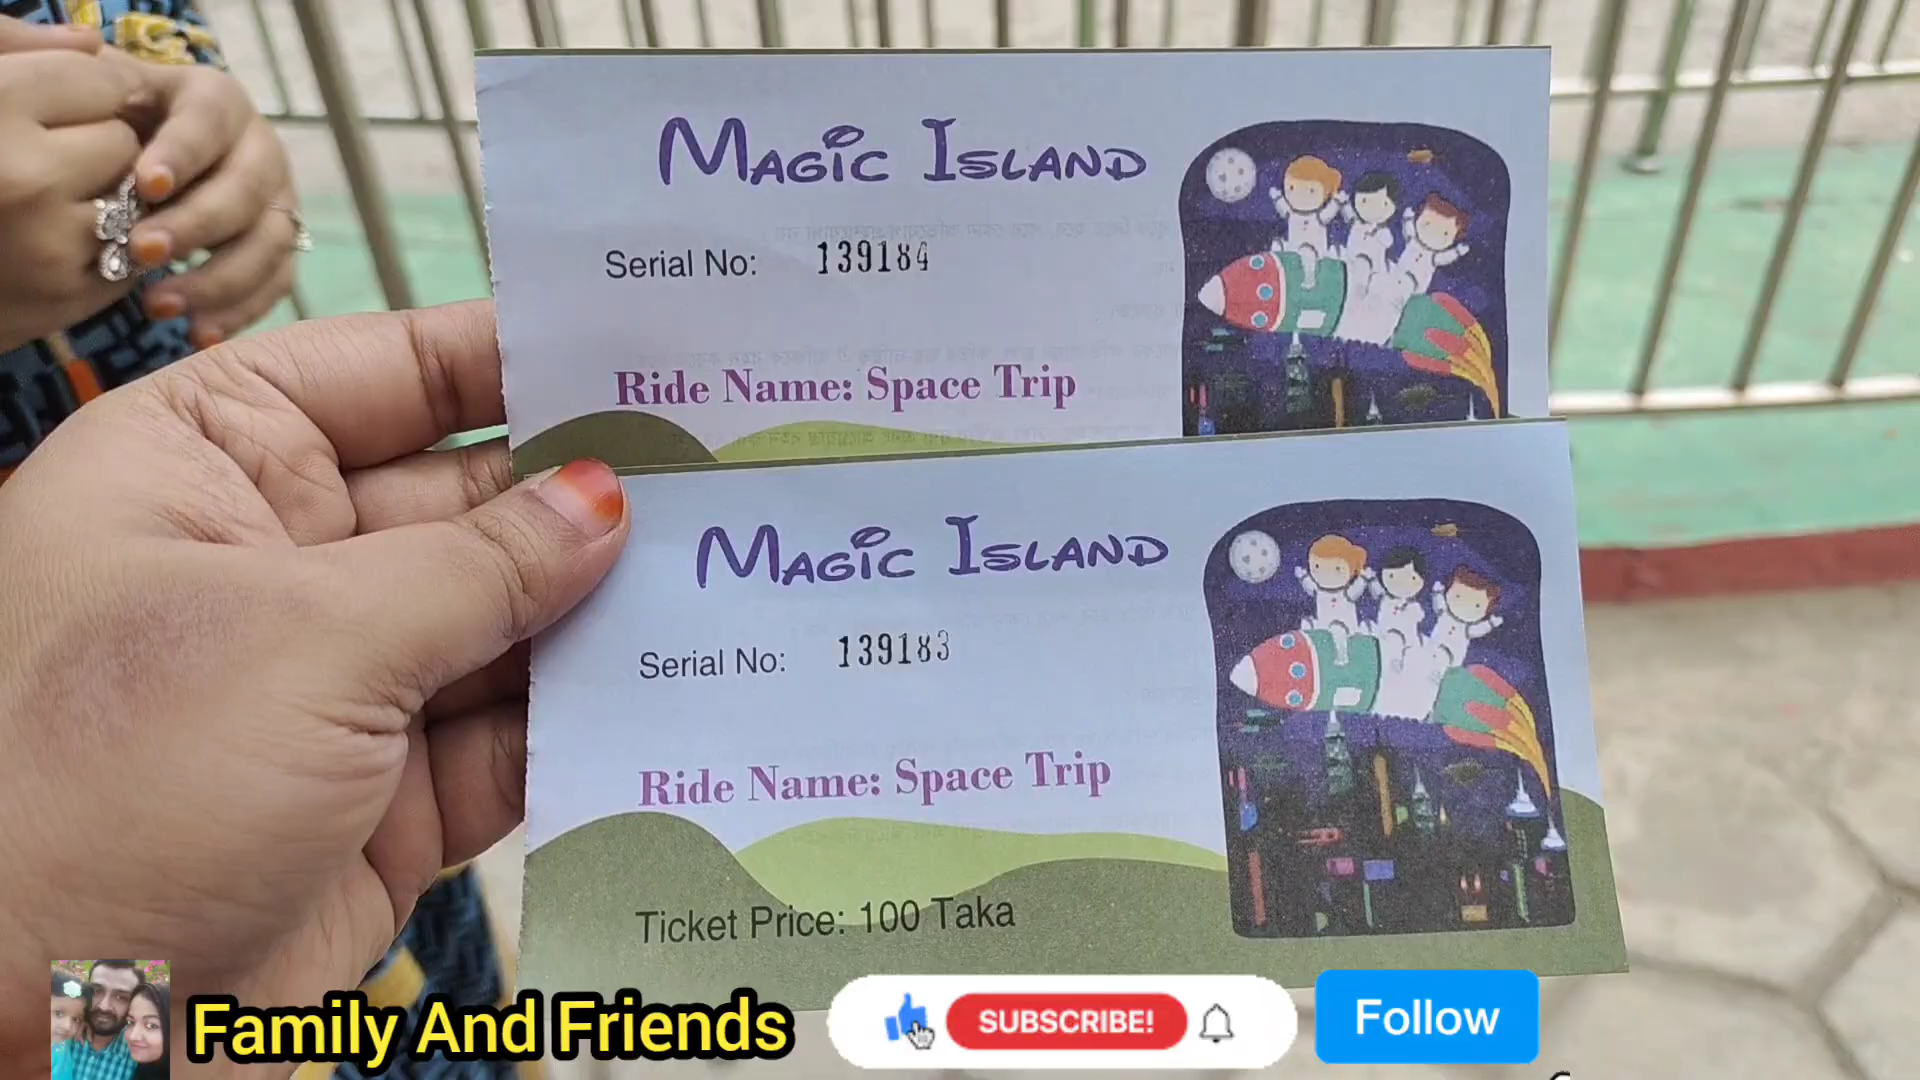 Magic Island
Serial No: 139184
Ride Name: Space Trip
Magic Island
Serial No: 139183
Ride Name: Space Trip
Ticket Price: 100 Taka
Family And Friends
SUBSCRIBE!
Follow